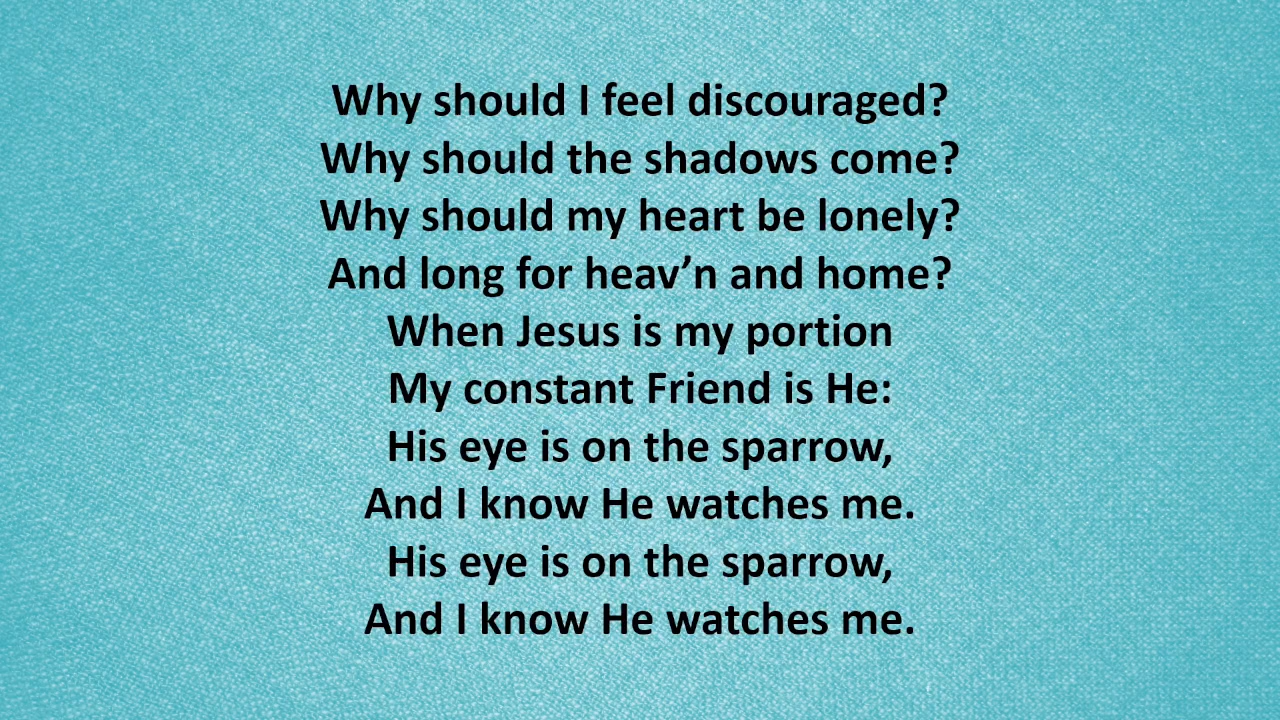 Why should I feel discouraged?
Why should the shadows come?
Why should my heart be lonely?
And long for heav’n and home?
When Jesus is my portion
My constant Friend is He:
His eye is on the sparrow,
And I know He watches me.
His eye is on the sparrow,
And I know He watches me.